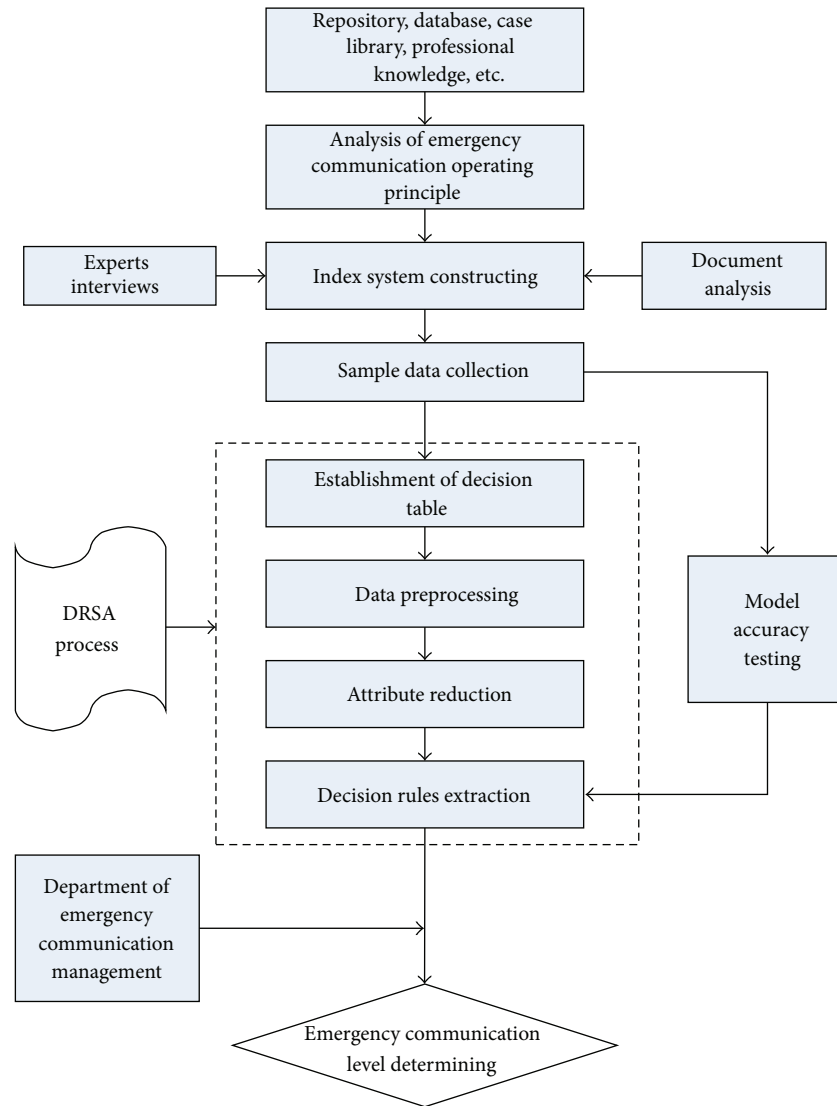 Repository, database, case
library, professional
knowledge, etc.
Analysis of emergency
communication operating
principle
Experts
interviews
Index system constructing
Document
analysis
Sample data collection
Establishment of decision
table
Data preprocessing
DRSA
process
Model
accuracy
testing
Attribute reduction
Decision rules extraction
Department of
emergency
communication
management
Emergency communication
level determining